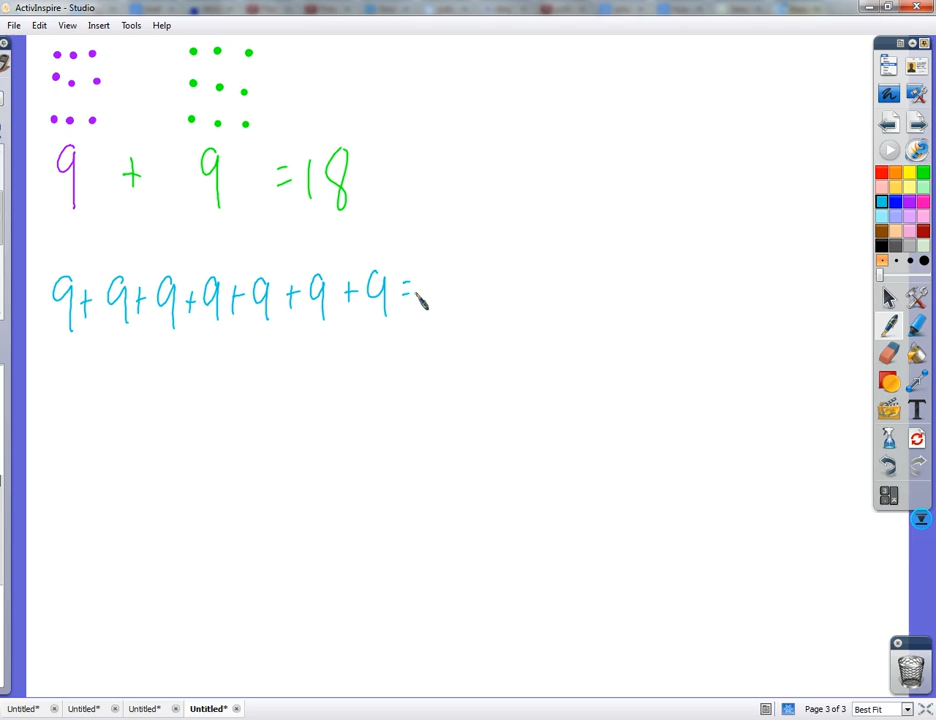 ActivInspire - Studio
File Edit View Insert Tools Help
9 + 9 = 18
9 + 9 + 9 + 9 + 9 + 9 + 9 =
Untitled* Untitled* Untitled* Untitled* Page 3 of 3 Best Fit